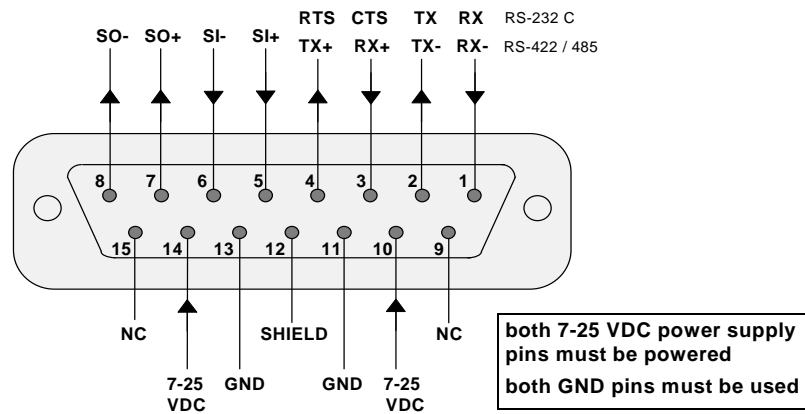 RTS CTS TX RX RS-232 C
SO- SO+ SI- SI+ TX+ RX+ TX- RX- RS-422 / 485
8 7 6 5 4 3 2 1
15 14 13 12 11 10 9
NC SHIELD NC
7-25 VDC GND GND 7-25 VDC
both 7-25 VDC power supply
pins must be powered
both GND pins must be used